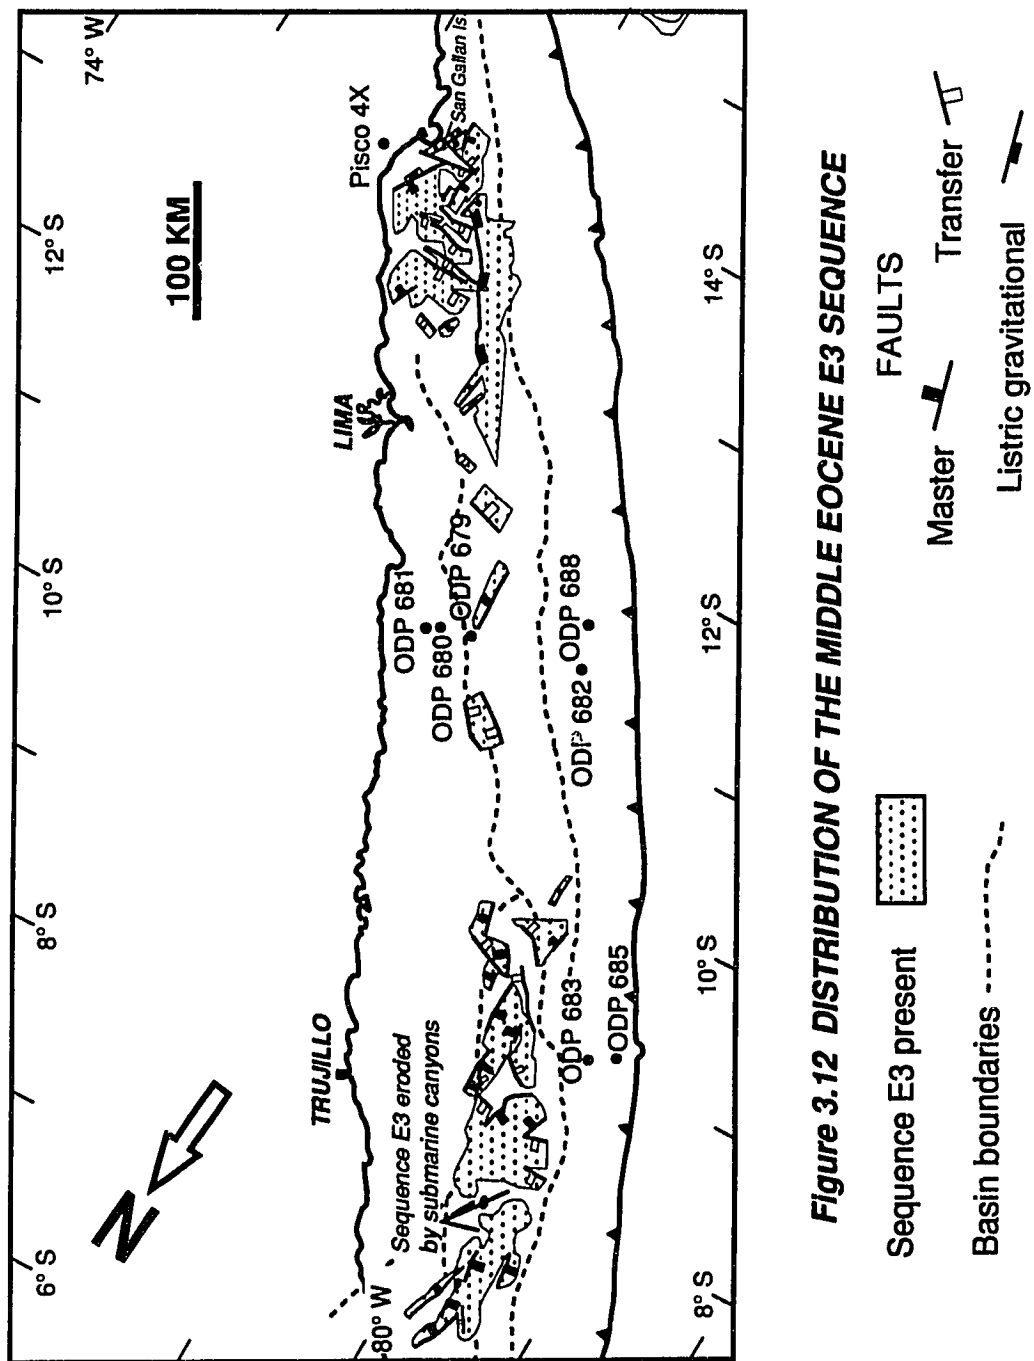 6° S
8° S
10° S
12° S
74° W
N
100 KM
TRUJILLO
LIMA
Pisco 4X
San Gallan Is
ODP 681
ODP 680
ODP 679
Sequence E3 eroded
by submarine canyons
80° W
ODP 683
ODP 685
ODP 682
ODP 688
8° S
10° S
12° S
14° S
Figure 3.12 DISTRIBUTION OF THE MIDDLE EOCENE E3 SEQUENCE
Sequence E3 present
Basin boundaries
FAULTS
Master
Transfer
Listric gravitational